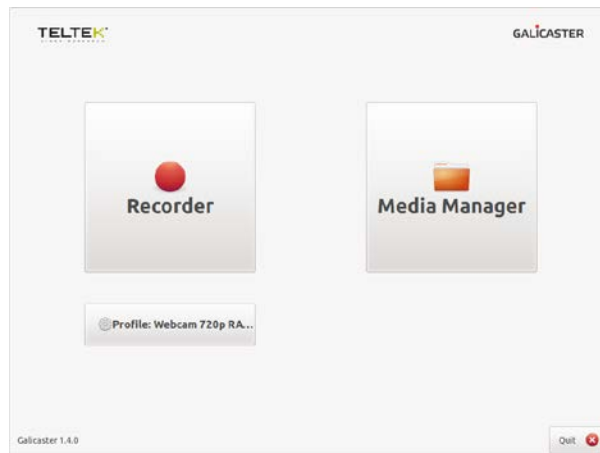 TELTEK
GALICASTER
Recorder
Media Manager
Profile: Webcam 720p RA...
Galicaster 1.4.0
Quit